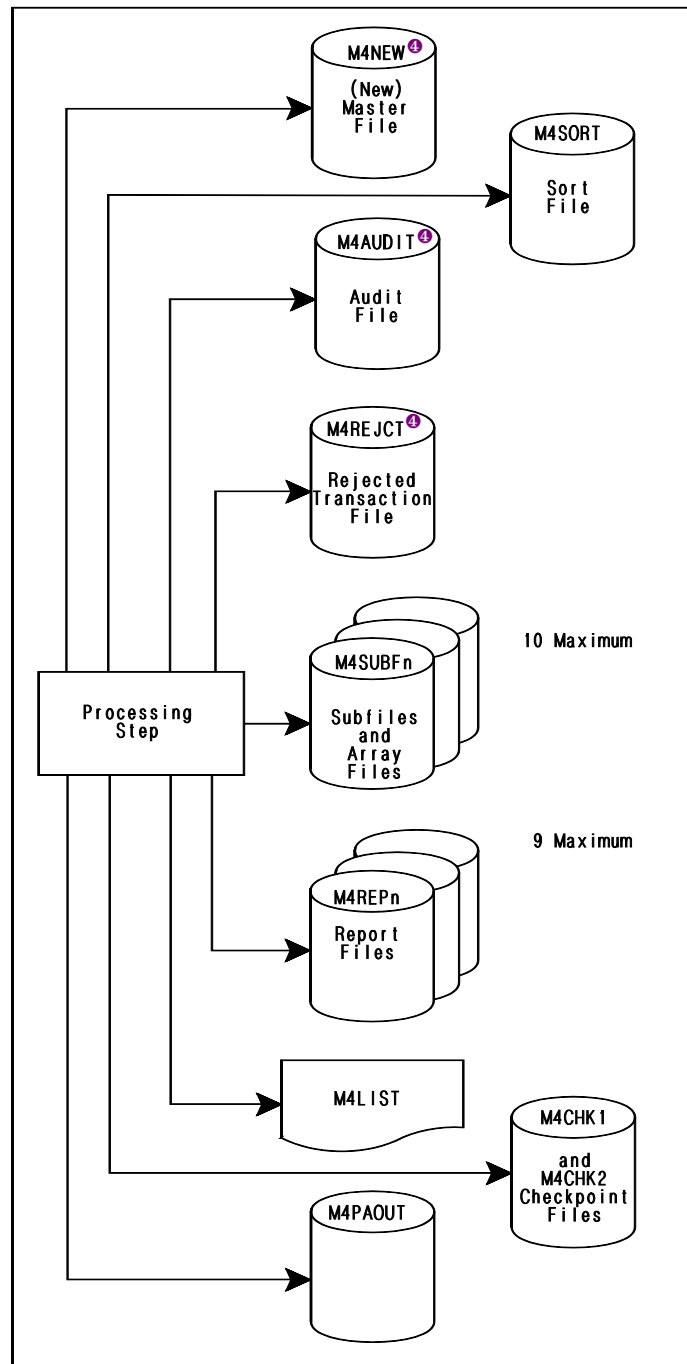 M4NEW❹
(New)
Master
File
M4SORT
Sort
File
M4AUDIT❹
Audit
File
M4REJCT❹
Rejected
Transaction
File
10 Maximum
M4SUBFn
Subfiles
and
Array
Files
Processing
Step
9 Maximum
M4REPn
Report
Files
M4LIST
M4CHK1
and
M4CHK2
Checkpoint
Files
M4PAOUT